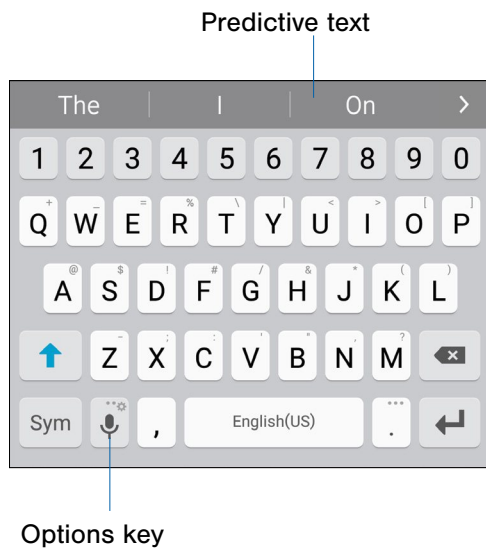 Predictive text
The I On >
1 2 3 4 5 6 7 8 9 0
+ _ = % \ | < > [ ]
Q W E R T Y U I O P
@ $ ! # / & * ( )
A S D F G H J K L
- ; : ' " , ?
Z X C V B N M
Sym , English(US) .
Options key